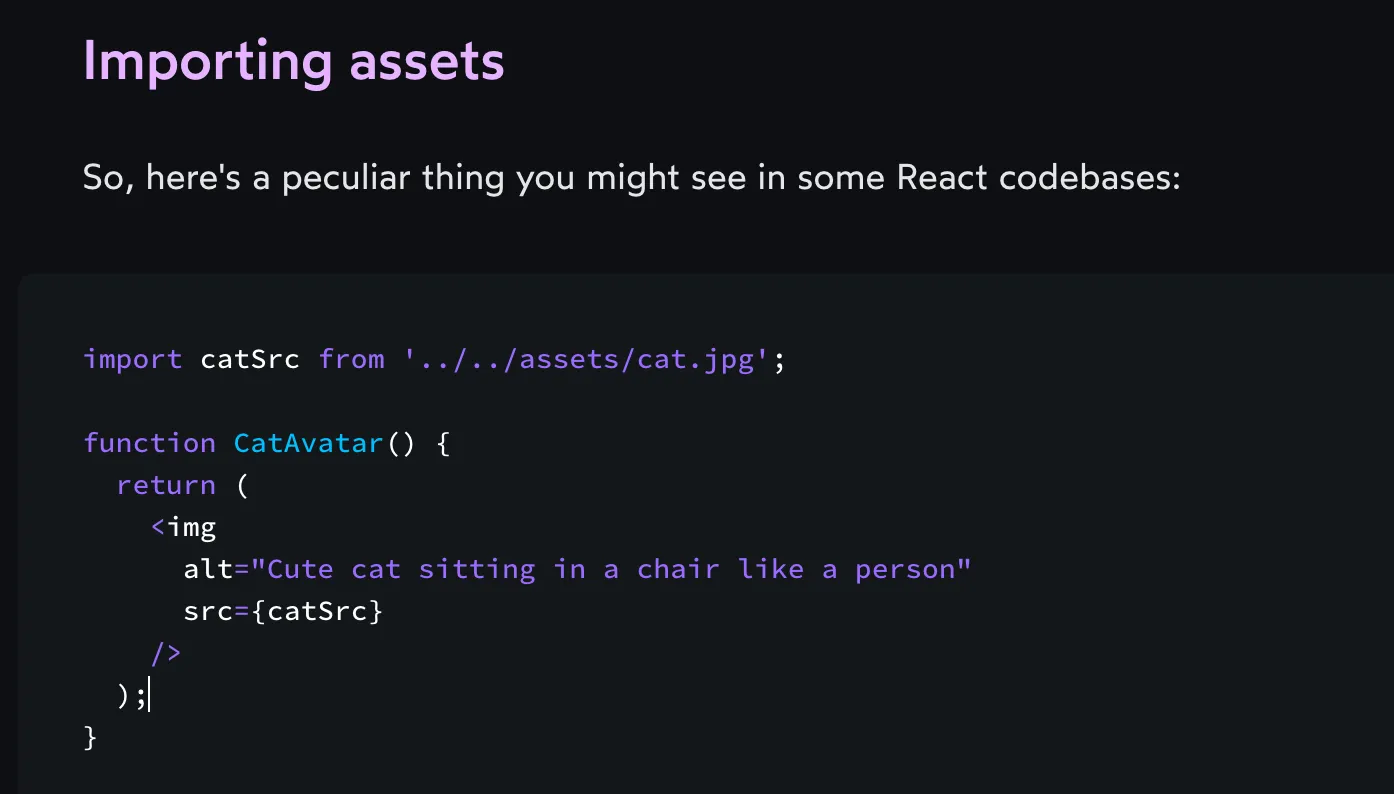 Importing assets
So, here's a peculiar thing you might see in some React codebases:
import catSrc from '../../assets/cat.jpg';
function CatAvatar() {
  return (
    <img
      alt="Cute cat sitting in a chair like a person"
      src={catSrc}
    />
  );
}